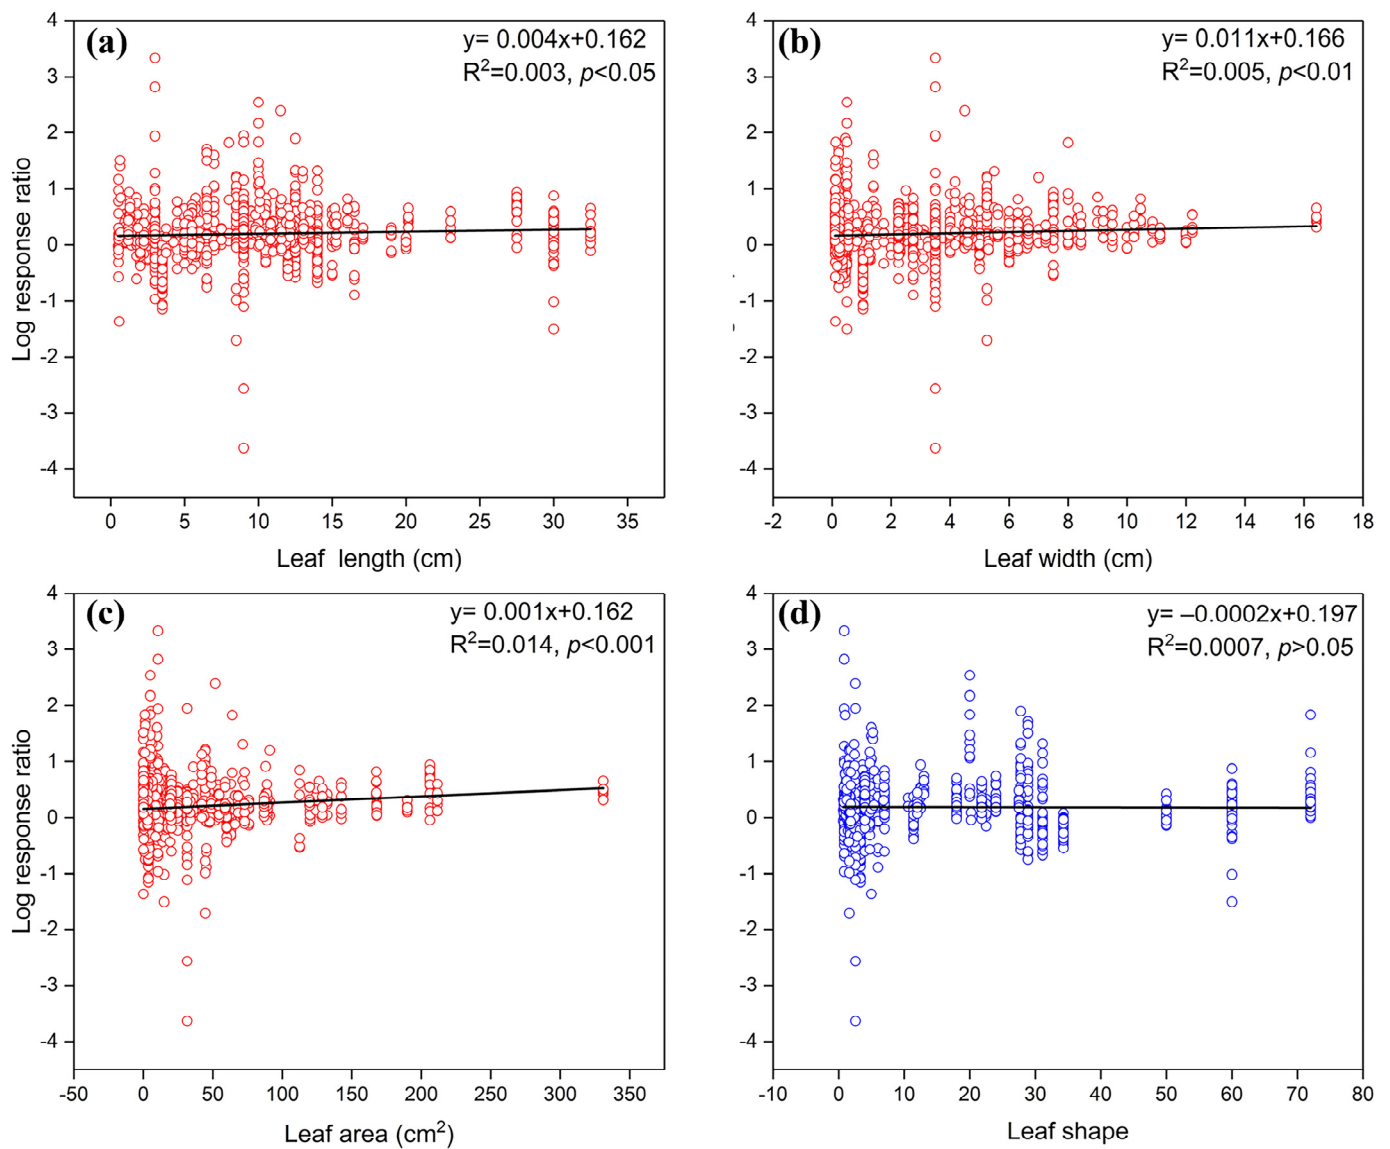 (a)
y= 0.004x+0.162
R²=0.003, p<0.05
4
3
2
1
0
-1
-2
-3
-4
Log response ratio
0 5 10 15 20 25 30 35
Leaf length (cm)
(b)
y= 0.011x+0.166
R²=0.005, p<0.01
4
3
2
1
0
-1
-2
-3
-4
-2 0 2 4 6 8 10 12 14 16 18
Leaf width (cm)
(c)
y= 0.001x+0.162
R²=0.014, p<0.001
4
3
2
1
0
-1
-2
-3
-4
Log response ratio
-50 0 50 100 150 200 250 300 350
Leaf area (cm²)
(d)
y= –0.0002x+0.197
R²=0.0007, p>0.05
4
3
2
1
0
-1
-2
-3
-4
-10 0 10 20 30 40 50 60 70 80
Leaf shape